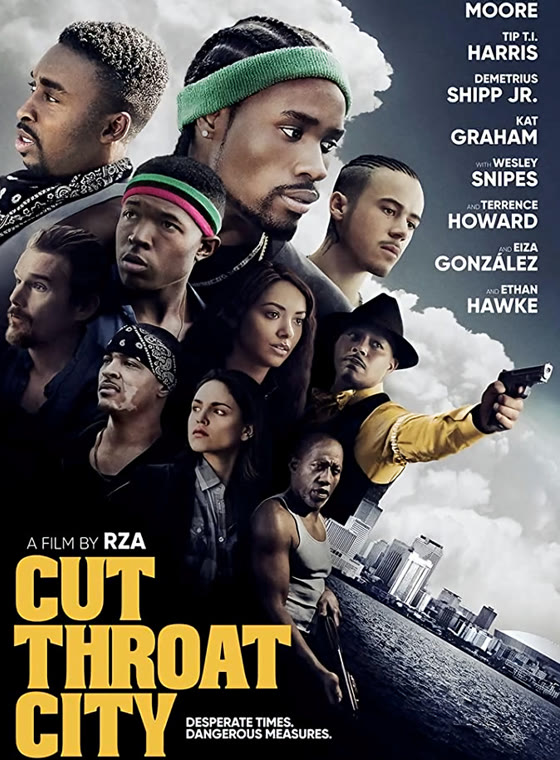 MOORE
TIP T.I.
HARRIS
DEMETRIUS
SHIPP JR.
KAT
GRAHAM
WITH WESLEY
SNIPES
AND TERRENCE
HOWARD
AND EIZA
GONZÁLEZ
AND ETHAN
HAWKE
A FILM BY RZA
CUT
THROAT
CITY
DESPERATE TIMES.
DANGEROUS MEASURES.